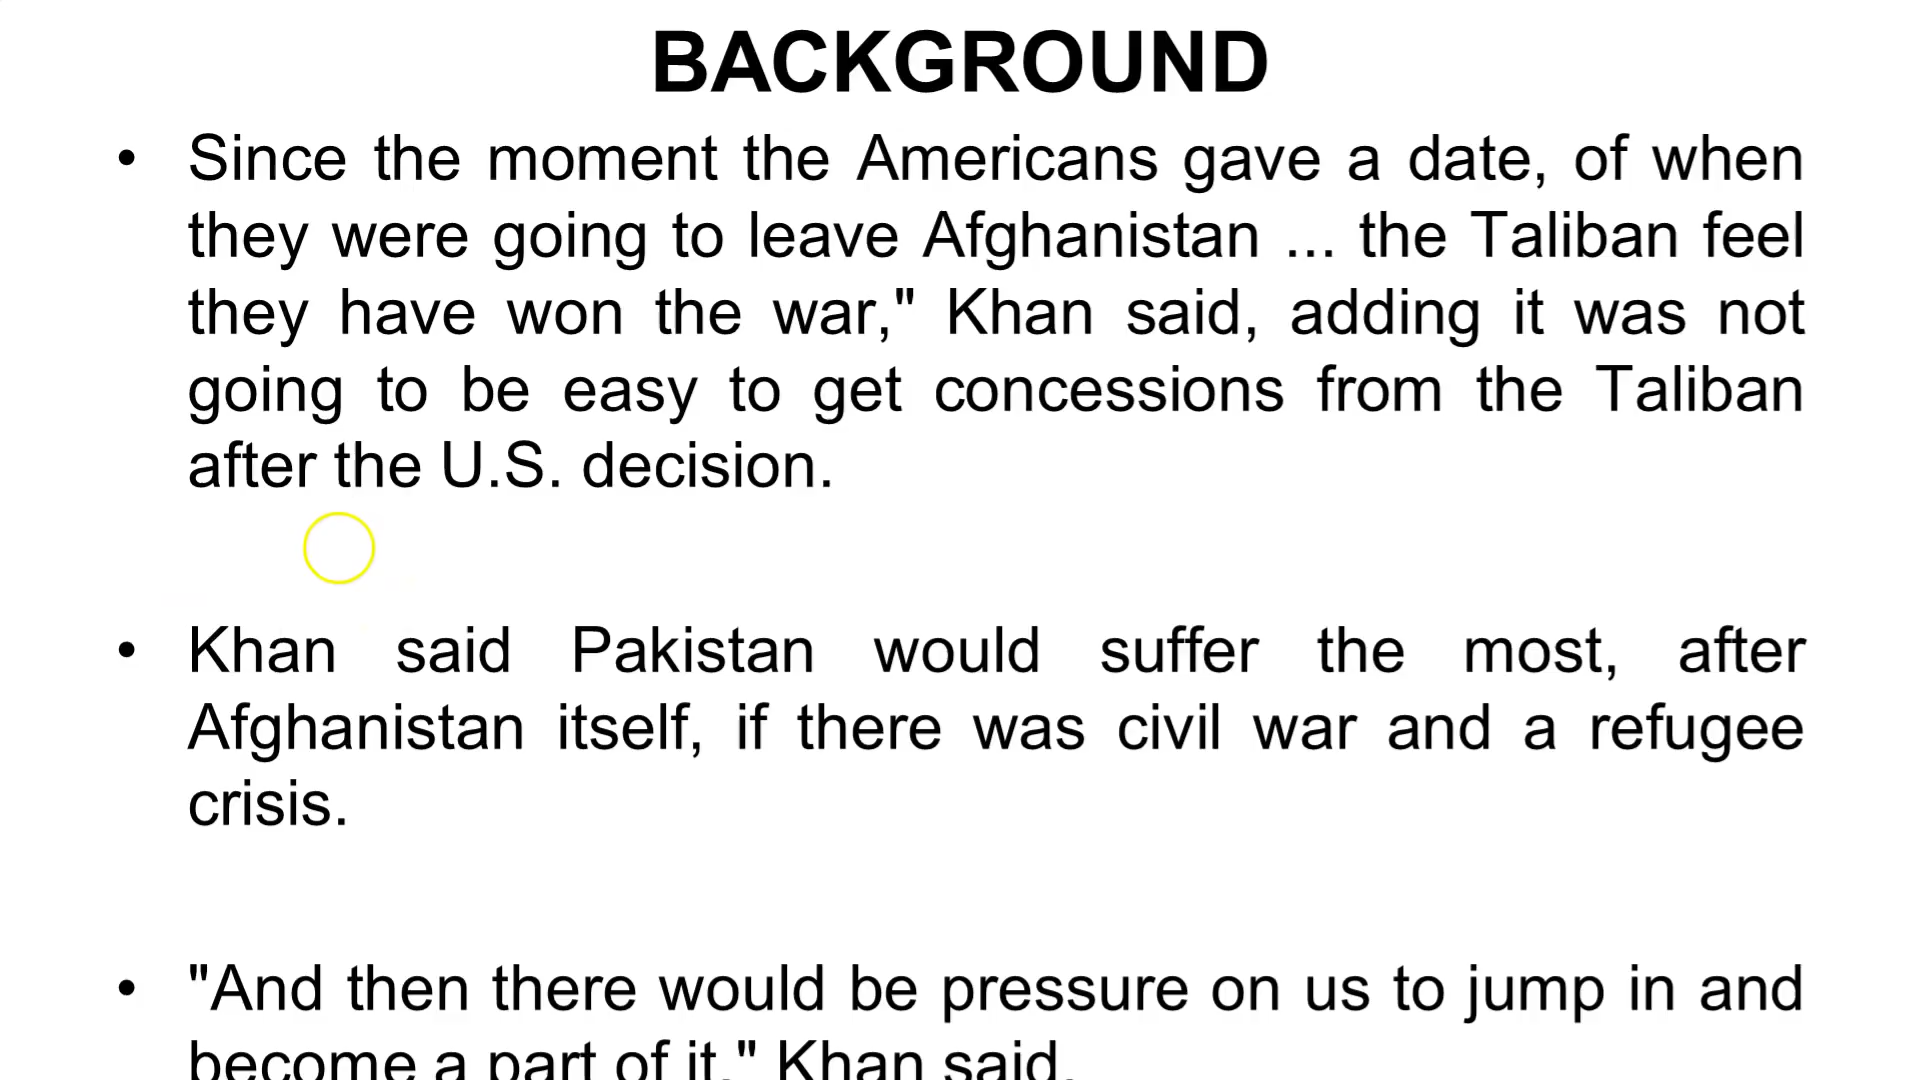 BACKGROUND
• Since the moment the Americans gave a date, of when
they were going to leave Afghanistan ... the Taliban feel
they have won the war," Khan said, adding it was not
going to be easy to get concessions from the Taliban
after the U.S. decision.
• Khan said Pakistan would suffer the most, after
Afghanistan itself, if there was civil war and a refugee
crisis.
• "And then there would be pressure on us to jump in and
become a part of it," Khan said.